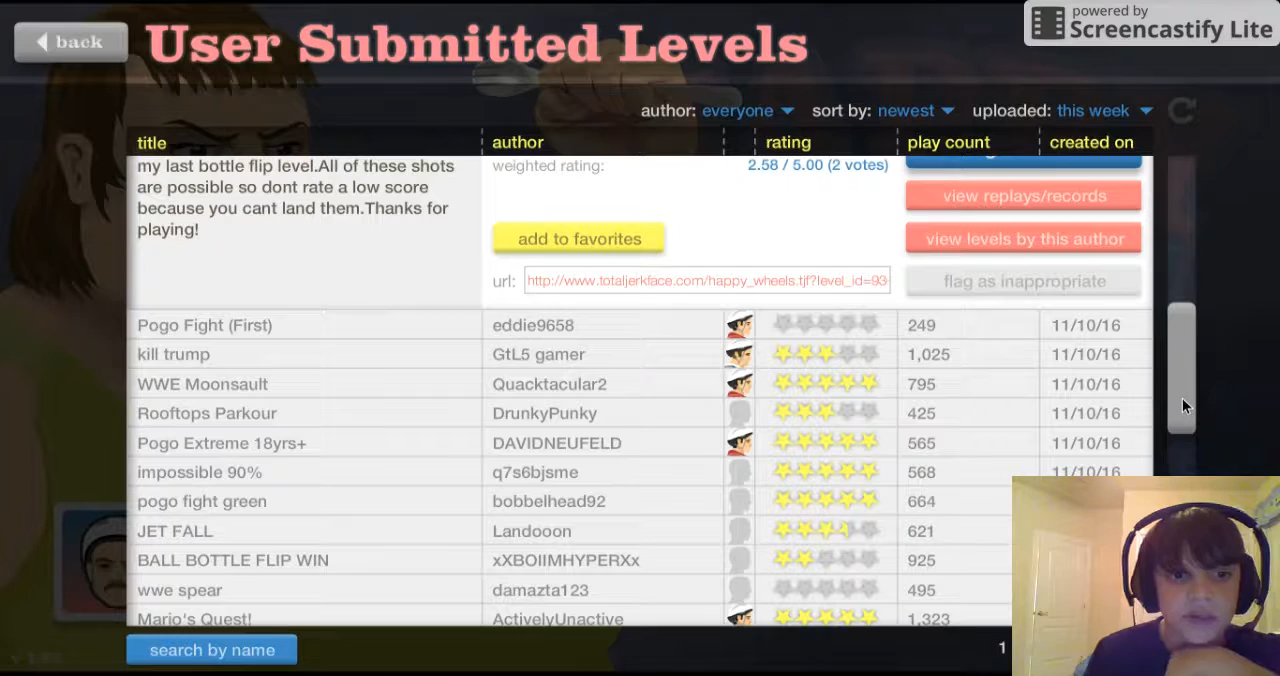 back
User Submitted Levels
powered by
Screencastify Lite
author: everyone sort by: newest uploaded: this week
title author rating play count created on
my last bottle flip level.All of these shots
are possible so dont rate a low score
because you cant land them.Thanks for
playing!
weighted rating: 2.58 / 5.00 (2 votes)
view replays/records
add to favorites
view levels by this author
url: http://www.totaljerkface.com/happy_wheels.tjf?level_id=93
flag as inappropriate
Pogo Fight (First) eddie9658 249 11/10/16
kill trump GtL5 gamer 1,025 11/10/16
WWE Moonsault Quacktacular2 795 11/10/16
Rooftops Parkour DrunkyPunky 425 11/10/16
Pogo Extreme 18yrs+ DAVIDNEUFELD 565 11/10/16
impossible 90% q7s6bjsme 568 11/10/16
pogo fight green bobbelhead92 664
JET FALL Landooon 621
BALL BOTTLE FLIP WIN xXBOIIMHYPERXx 925
wwe spear damazta123 495
Mario's Quest! ActivelyUnactive 1,323
search by name
1